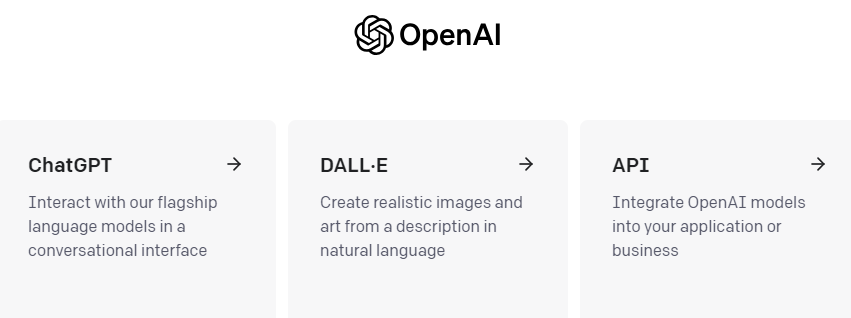 OpenAI
ChatGPT
Interact with our flagship
language models in a
conversational interface
DALL·E
Create realistic images and
art from a description in
natural language
API
Integrate OpenAI models
into your application or
business